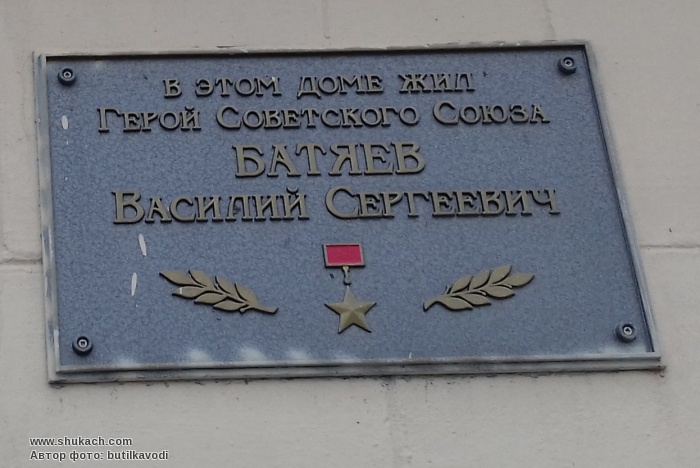 В ЭТОМ ДОМЕ ЖИЛ
ГЕРОЙ СОВЕТСКОГО СОЮЗА
БАТЯЕВ
ВАСИЛИЙ СЕРГЕЕВИЧ
www.shukach.com
Автор фото: butilkavodi